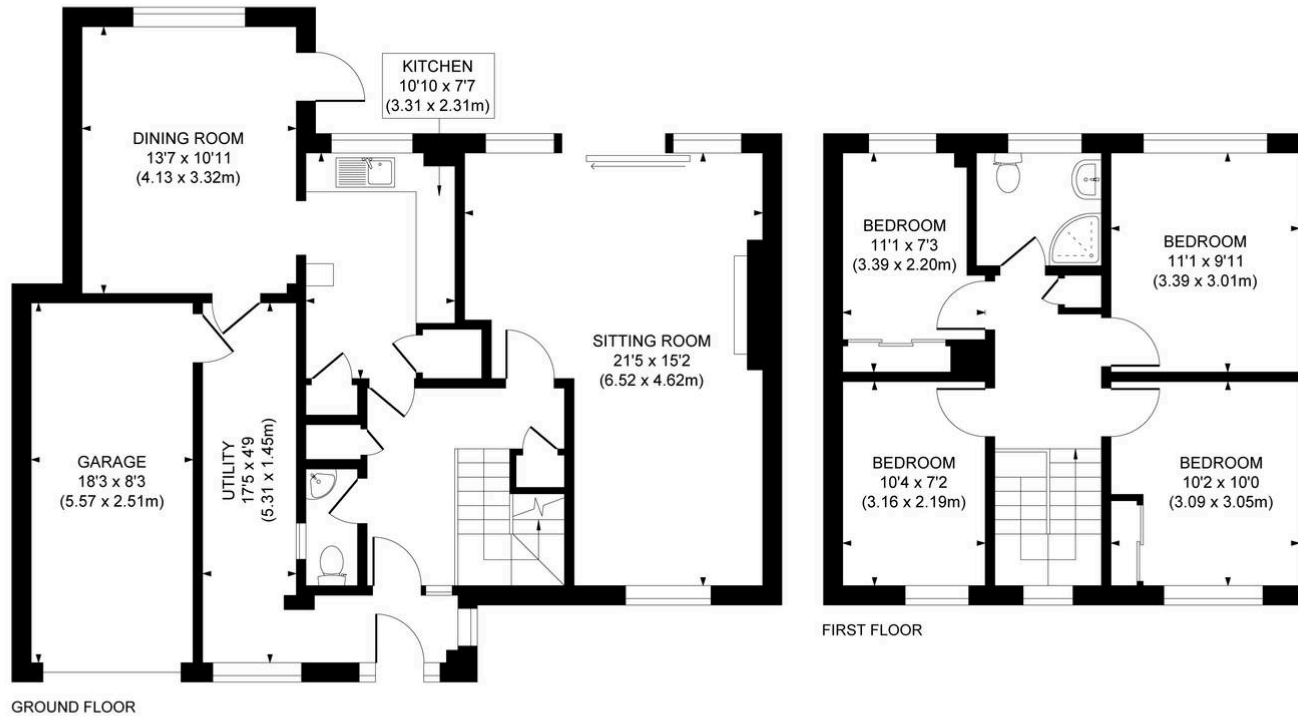 KITCHEN
10'10 x 7'7
(3.31 x 2.31m)
DINING ROOM
13'7 x 10'11
(4.13 x 3.32m)
SITTING ROOM
21'5 x 15'2
(6.52 x 4.62m)
GARAGE
18'3 x 8'3
(5.57 x 2.51m)
UTILITY
17'5 x 4'9
(5.31 x 1.45m)
GROUND FLOOR
BEDROOM
11'1 x 7'3
(3.39 x 2.20m)
BEDROOM
11'1 x 9'11
(3.39 x 3.01m)
BEDROOM
10'4 x 7'2
(3.16 x 2.19m)
BEDROOM
10'2 x 10'0
(3.09 x 3.05m)
FIRST FLOOR